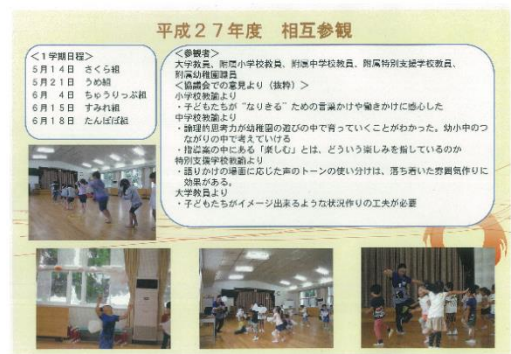 平成27年度 相互参観
＜1学期日程＞
5月14日 さくら組
5月21日 うめ組
6月 4日 ちゅうりっぷ組
6月15日 すみれ組
6月18日 たんぽぽ組
＜参観者＞
大学教員、附属小学校教員、附属中学校教員、附属特別支援学校教員、
附属幼稚園職員
＜協議会での意見より（抜粋）＞
小学校教諭より
・子どもたちが“なりきる”ための言葉かけや働きかけに感心した
中学校教諭より
・論理的思考力が幼稚園の遊びの中で育っていくことがわかった。幼小中のつ
ながりの中で考えていける
・指導案の中にある「楽しむ」とは、どういう楽しみを指しているのか
特別支援学校教諭より
・語りかけの場面に応じた声のトーンの使い分けは、落ち着いた雰囲気作りに
効果がある。
大学教員より
・子どもたちがイメージ出来るような状況作りの工夫が必要